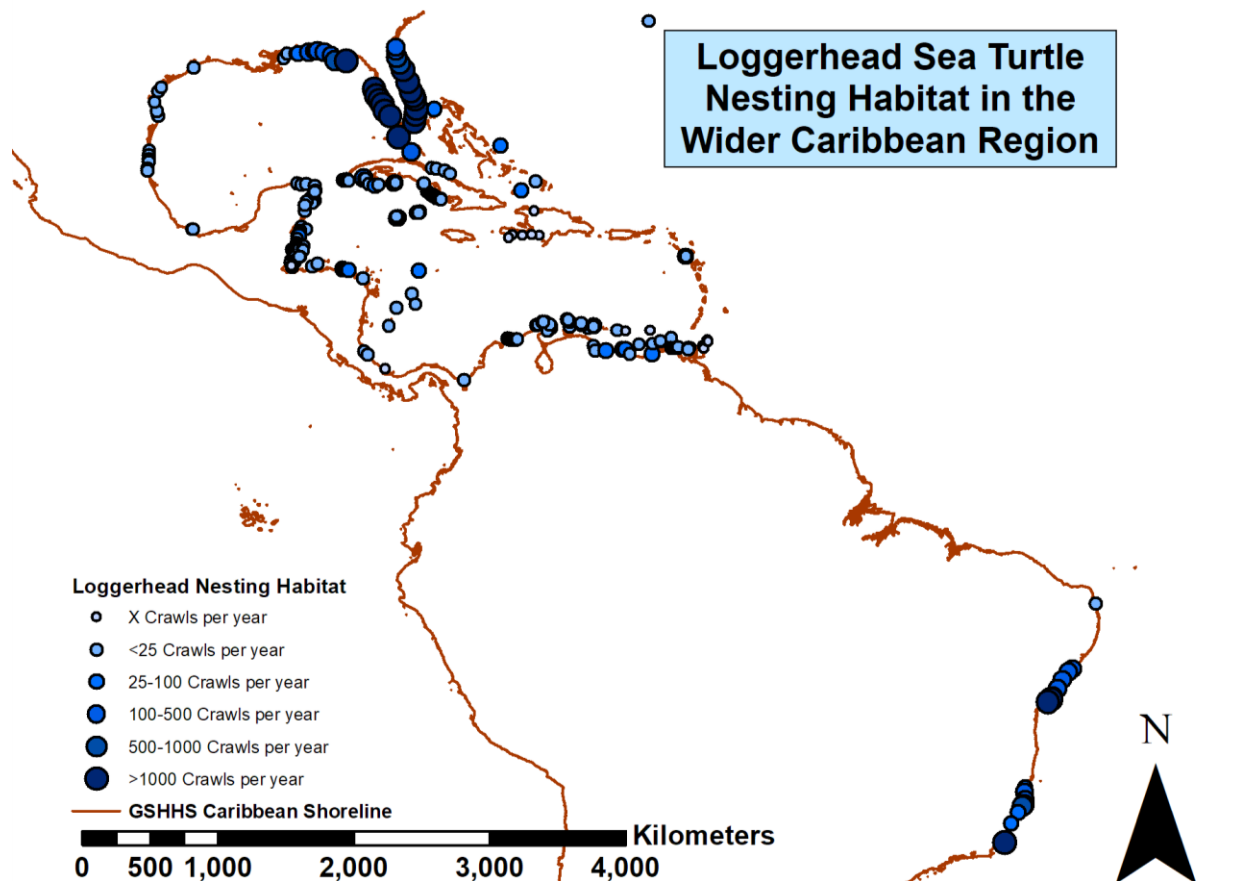 Loggerhead Sea Turtle
Nesting Habitat in the
Wider Caribbean Region
Loggerhead Nesting Habitat
X Crawls per year
<25 Crawls per year
25-100 Crawls per year
100-500 Crawls per year
500-1000 Crawls per year
>1000 Crawls per year
GSHHS Caribbean Shoreline
Kilometers
0 500 1,000 2,000 3,000 4,000
N